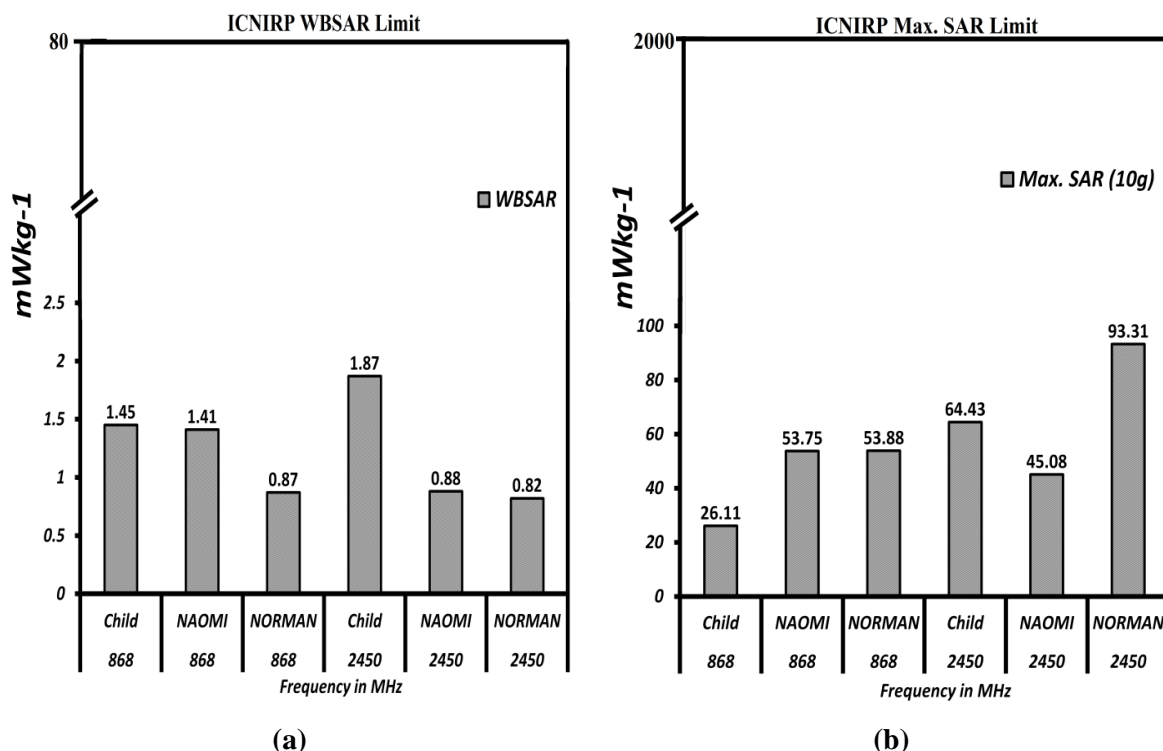 ICNIRP WBSAR Limit
80
mWkg-1
WBSAR
2.5
2
1.5
1
0.5
0
1.45
1.41
0.87
1.87
0.88
0.82
Child NAOMI NORMAN Child NAOMI NORMAN
868 868 868 2450 2450 2450
Frequency in MHz
(a)
ICNIRP Max. SAR Limit
2000
mWkg-1
Max. SAR (10g)
100
80
60
40
20
0
26.11
53.75
53.88
64.43
45.08
93.31
Child NAOMI NORMAN Child NAOMI NORMAN
868 868 868 2450 2450 2450
Frequency in MHz
(b)